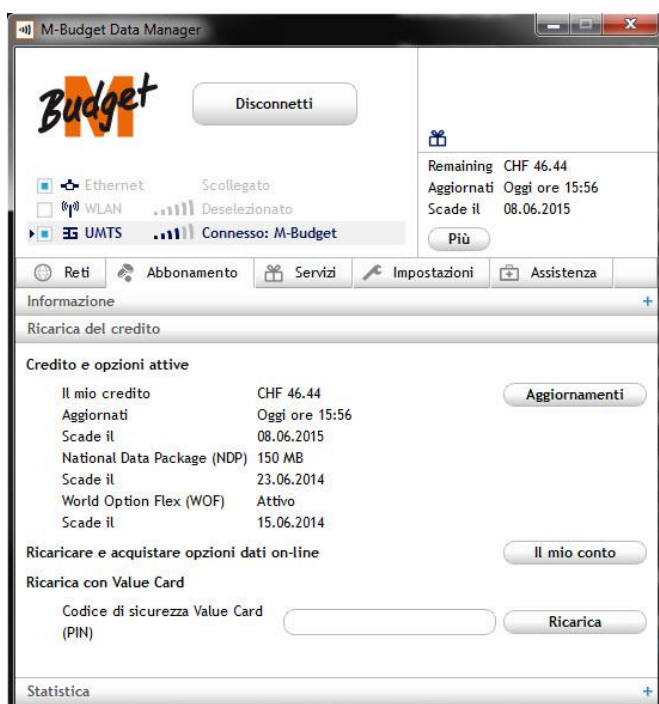 M-Budget Data Manager
M
Budget
Disconnetti
Ethernet Scollegato
WLAN Deselezionato
3G UMTS Connesso: M-Budget
Remaining CHF 46.44
Aggiornati Oggi ore 15:56
Scade il 08.06.2015
Più
Reti Abbonamento Servizi Impostazioni Assistenza
Informazione +
Ricarica del credito
Credito e opzioni attive
Il mio credito CHF 46.44 Aggiornamenti
Aggiornati Oggi ore 15:56
Scade il 08.06.2015
National Data Package (NDP) 150 MB
Scade il 23.06.2014
World Option Flex (WOF) Attivo
Scade il 15.06.2014
Ricaricare e acquistare opzioni dati on-line Il mio conto
Ricarica con Value Card
Codice di sicurezza Value Card
(PIN) Ricarica
Statistica +